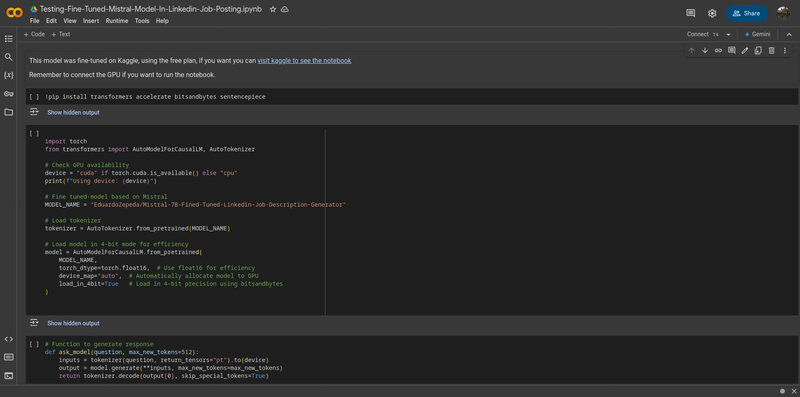 Testing-Fine-Tuned-Mistral-Model-In-Linkedin-Job-Posting.ipynb
File Edit View Insert Runtime Tools Help
Share
+ Code + Text
Connect T4
Gemini
This model was fine-tuned on Kaggle, using the free plan, if you want you can visit kaggle to see the notebook
Remember to connect the GPU if you want to run the notebook.
[ ] !pip install transformers accelerate bitsandbytes sentencepiece
Show hidden output
[ ]
import torch
from transformers import AutoModelForCausalLM, AutoTokenizer
# Check GPU availability
device = "cuda" if torch.cuda.is_available() else "cpu"
print(f"Using device: {device}")
# Fine tuned-model based on Mistral
MODEL_NAME = "EduardoZepeda/Mistral-7B-Fined-Tuned-Linkedin-Job-Description-Generator"
# Load tokenizer
tokenizer = AutoTokenizer.from_pretrained(MODEL_NAME)
# Load model in 4-bit mode for efficiency
model = AutoModelForCausalLM.from_pretrained(
MODEL_NAME,
torch_dtype=torch.float16, # Use float16 for efficiency
device_map="auto", # Automatically allocate model to GPU
load_in_4bit=True # Load in 4-bit precision using bitsandbytes
)
Show hidden output
[ ] # Function to generate response
def ask_model(question, max_new_tokens=512):
inputs = tokenizer(question, return_tensors="pt").to(device)
output = model.generate(**inputs, max_new_tokens=max_new_tokens)
return tokenizer.decode(output[0], skip_special_tokens=True)